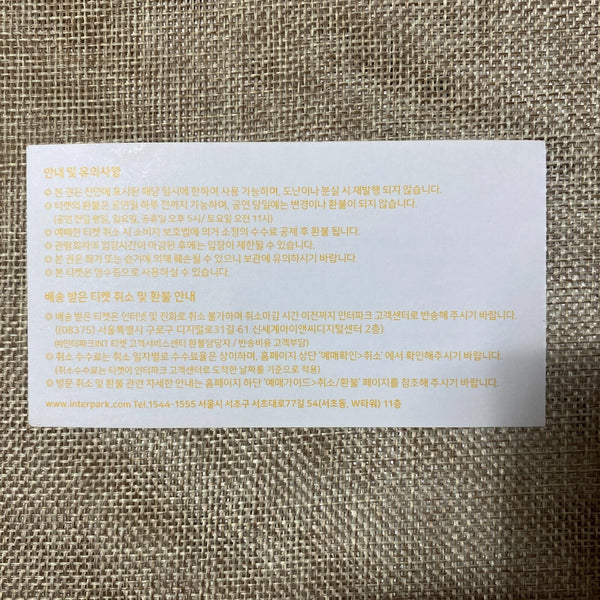 안내 및 유의사항
본 권은 전면에 표시된 해당 일시에 한하여 사용 가능하며, 도난이나 분실 시 재발행 되지 않습니다.
티켓의 환불은 공연일 하루 전까지 가능하며, 공연 당일에는 변경이나 환불이 되지 않습니다.
(공연 전일 평일, 일요일, 공휴일 오후 5시/ 토요일 오전 11시)
예매한 티켓 취소 시 소비자 보호법에 의거 소정의 수수료 공제 후 환불 됩니다.
관람회차의 입장시간이 마감된 후에는 입장이 제한될 수 있습니다.
본 권은 화기 또는 습기에 의해 훼손될 수 있으니 보관에 유의하시기 바랍니다.
본 티켓은 영수증으로 사용하실 수 있습니다.
배송 받은 티켓 취소 및 환불 안내
배송 받은 티켓은 인터넷 및 전화로 취소 불가하며 취소마감 시간 이전까지 인터파크 고객센터로 반송해 주시기 바랍니다.
((08375) 서울특별시 구로구 디지털로31길 61 신세계아이앤씨디지털센터 2층)
㈜인터파크INT 티켓 고객서비스센터 환불담당자 / 반송비용 고객부담)
취소 수수료는 취소 일자별로 수수료율은 상이하며, 홈페이지 상단 '예매확인>취소' 에서 확인해주시기 바랍니다.
(취소수수료는 티켓이 인터파크 고객센터로 도착한 날짜를 기준으로 적용)
방문 취소 및 환불 관련 자세한 안내는 홈페이지 하단 '예매가이드>취소/환불' 페이지를 참조해 주시기 바랍니다.
www.interpark.com Tel.1544-1555 서울시 서초구 서초대로77길 54(서초동, W타워) 11층